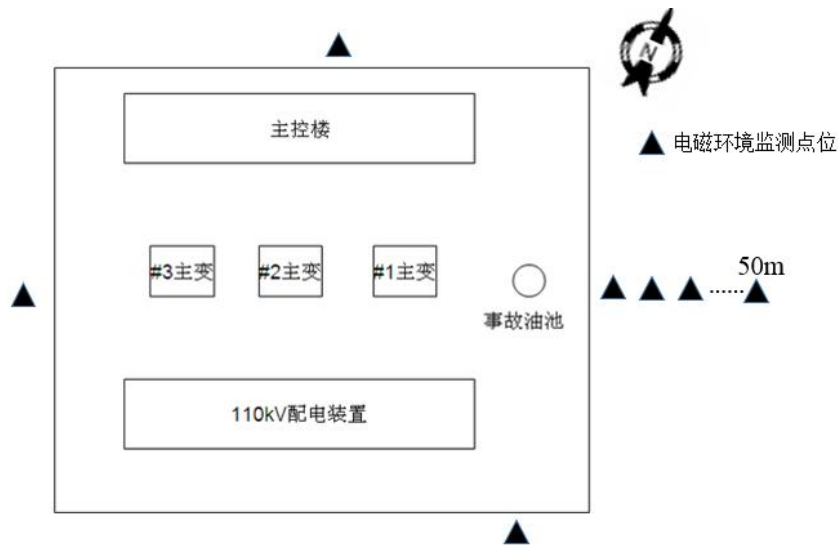 N
主控楼
▲ 电磁环境监测点位
#3主变
#2主变
#1主变
50m
......
事故油池
110kV配电装置